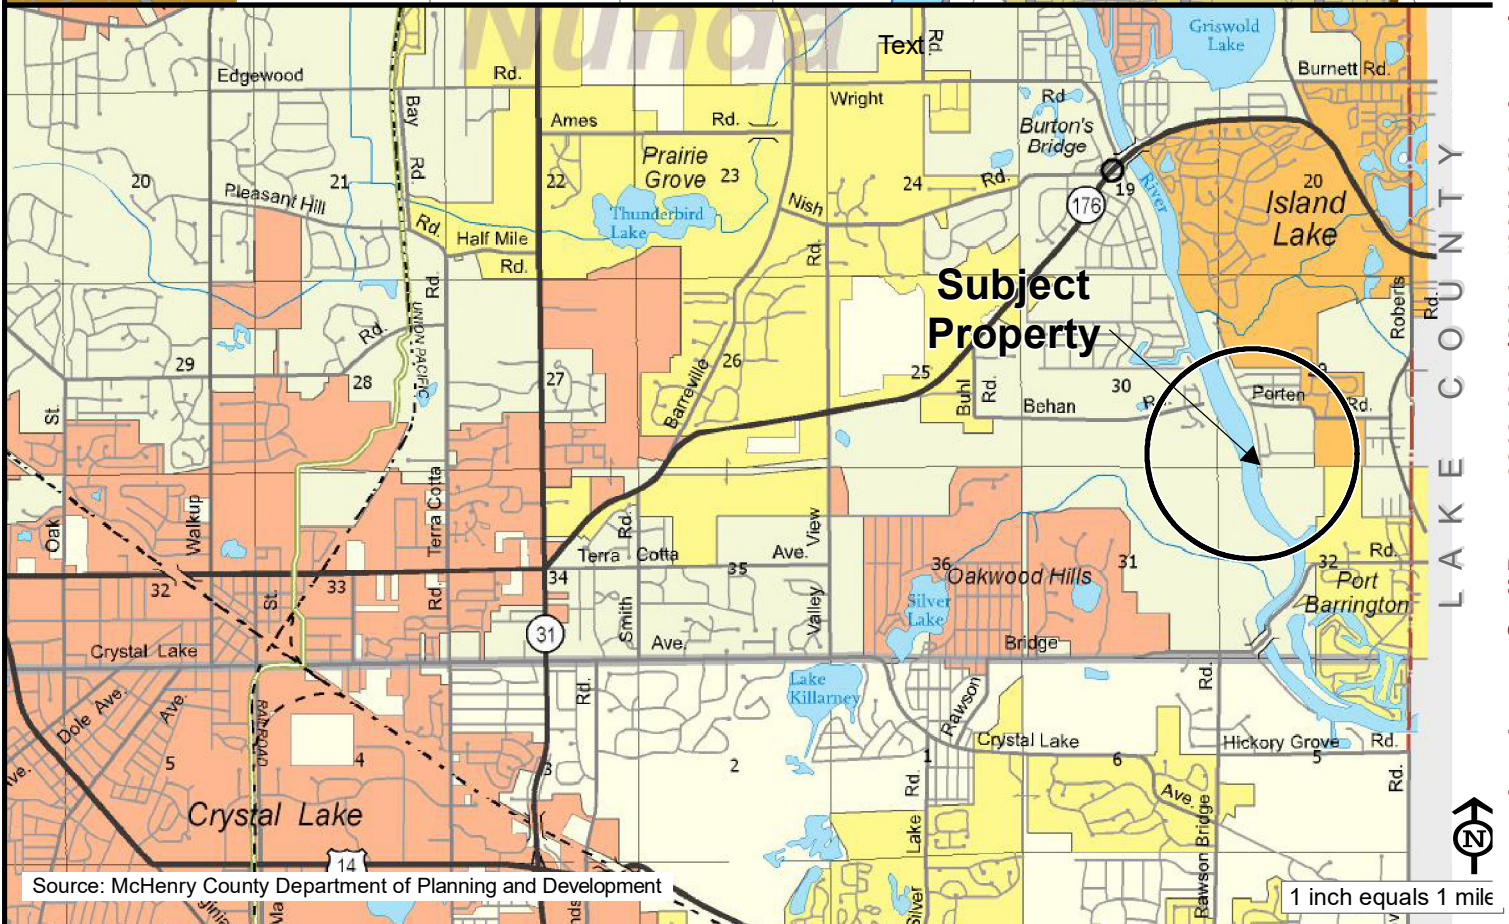 Nunda
Griswold
Lake
Text
Rd.
Edgewood
Rd.
Burnett Rd.
Bay
Rd.
Wright
Rd
Ames
Rd.
Burton's
Bridge
Prairie
Grove
20
21
22
23
24
Rd.
19
20
River
176
Island
Lake
Pleasant Hill
Rd.
Thunderbird
Lake
Nish
Rd.
Half Mile
Rd.
Rd.
Subject
Property
UNION PACIFIC
Rd.
Roberts
Rd.
LAKE COUNTY
29
28
27
26
25
30
Barreville
Buhl
Rd.
Behan
Porten
Rd.
St.
Oak
Walkup
Terra Cotta
Rd.
Rd.
Terra Cotta
Ave.
View
Valley
32
33
34
35
36
31
32
Oakwood Hills
Rd.
Port
Barrington
St.
31
Smith
Silver
Lake
Crystal Lake
Ave.
Bridge
Dole Ave.
Ave.
RAILROAD
Rd.
Lake
Killarney
Rawson
Rd.
Crystal Lake
Hickory Grove
Rd.
5
4
3
2
1
6
5
Ave.
Rd.
Lake
Rd.
Ave.
Rawson Bridge
Crystal Lake
14
N
Source: McHenry County Department of Planning and Development
Silver
1 inch equals 1 mile